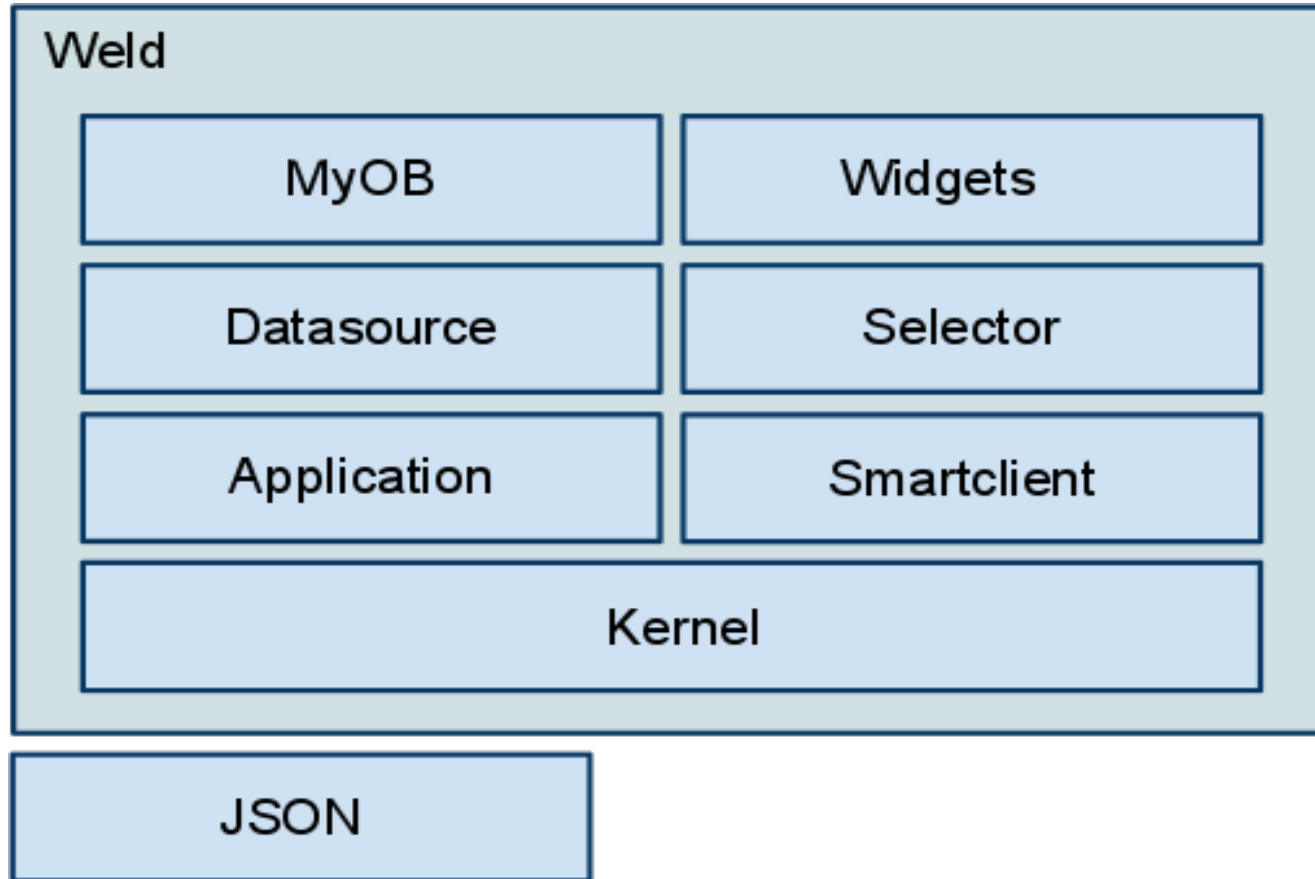 Weld
MyOB
Widgets
Datasource
Selector
Application
Smartclient
Kernel
JSON